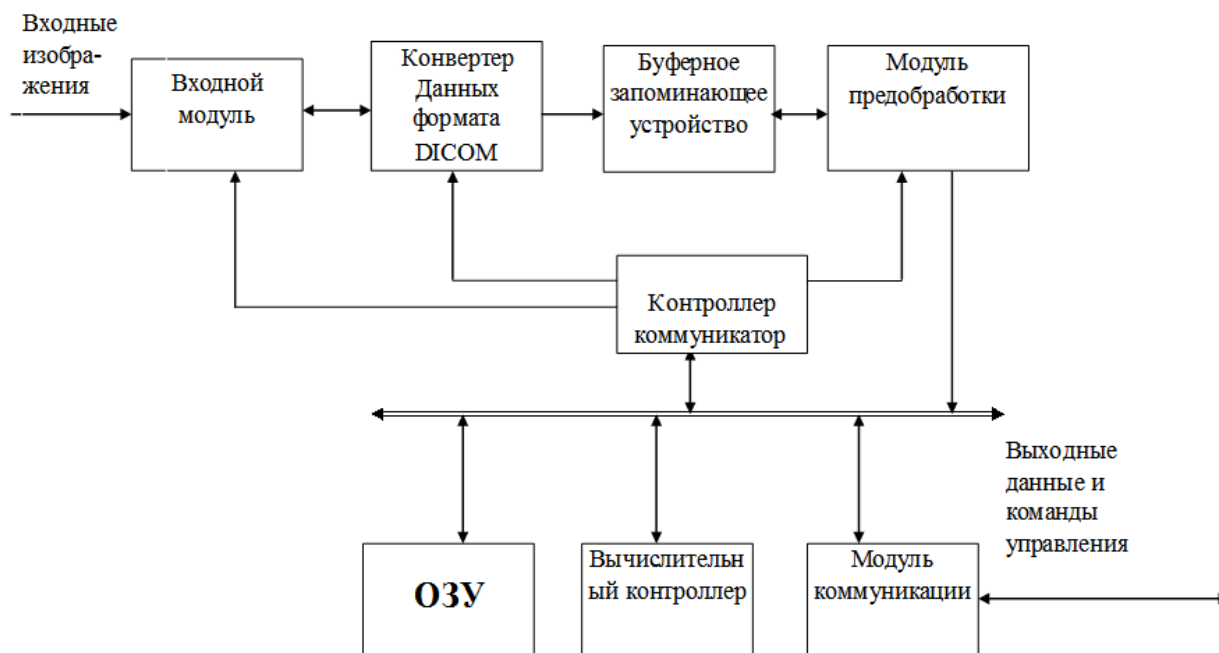 Входные
изобра-
жения
Входной
модуль
Конвертер
Данных
формата
DICOM
Буферное
запоминающее
устройство
Модуль
предобработки
Контроллер
коммуникатор
Выходные
данные и
команды
управления
ОЗУ
Вычислительн
ый контроллер
Модуль
коммуникации